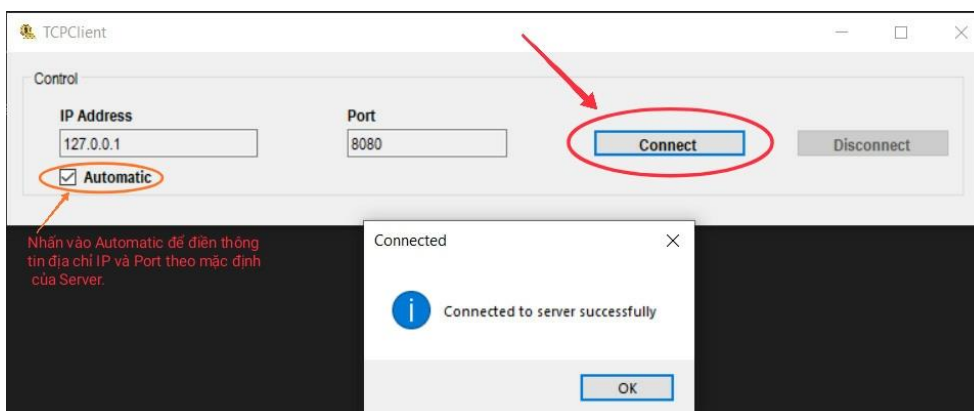 TCPClient
Control
IP Address
Port
127.0.0.1
8080
Connect
Disconnect
Automatic
Nhấn vào Automatic để điền thông
tin địa chỉ IP và Port theo mặc định
của Server.
Connected
Connected to server successfully
OK